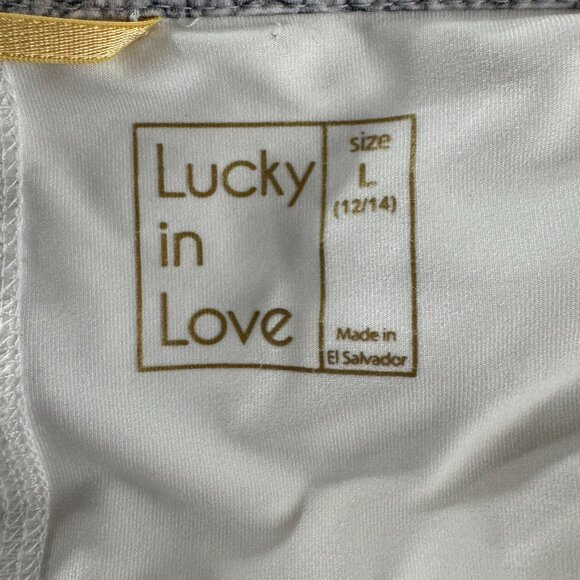 Lucky
in
Love
size
L
(12/14)
Made in
El Salvador